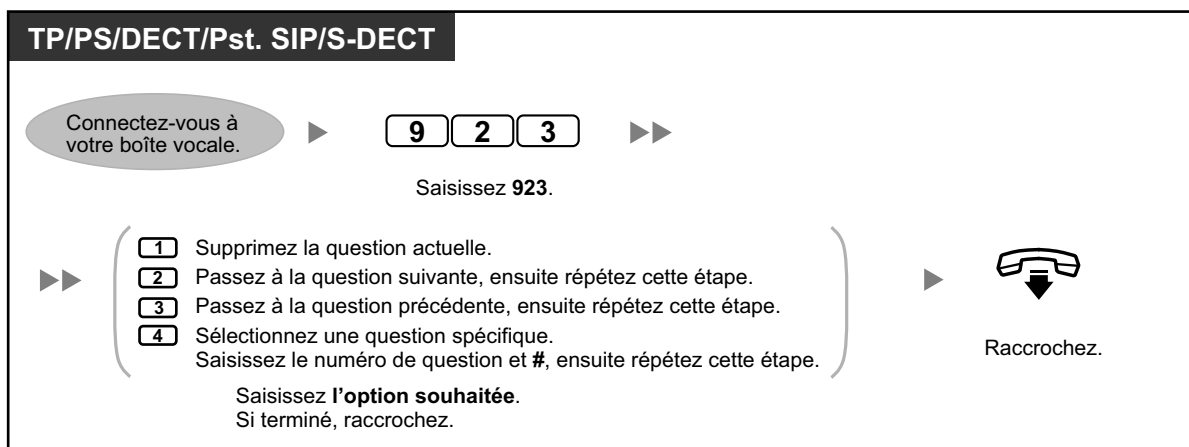 TP/PS/DECT/Pst. SIP/S-DECT
Connectez-vous à
votre boîte vocale.
9 2 3
Saisissez 923.
1 Supprimez la question actuelle.
2 Passez à la question suivante, ensuite répétez cette étape.
3 Passez à la question précédente, ensuite répétez cette étape.
4 Sélectionnez une question spécifique.
Saisissez le numéro de question et #, ensuite répétez cette étape.
Saisissez l’option souhaitée.
Si terminé, raccrochez.
Raccrochez.